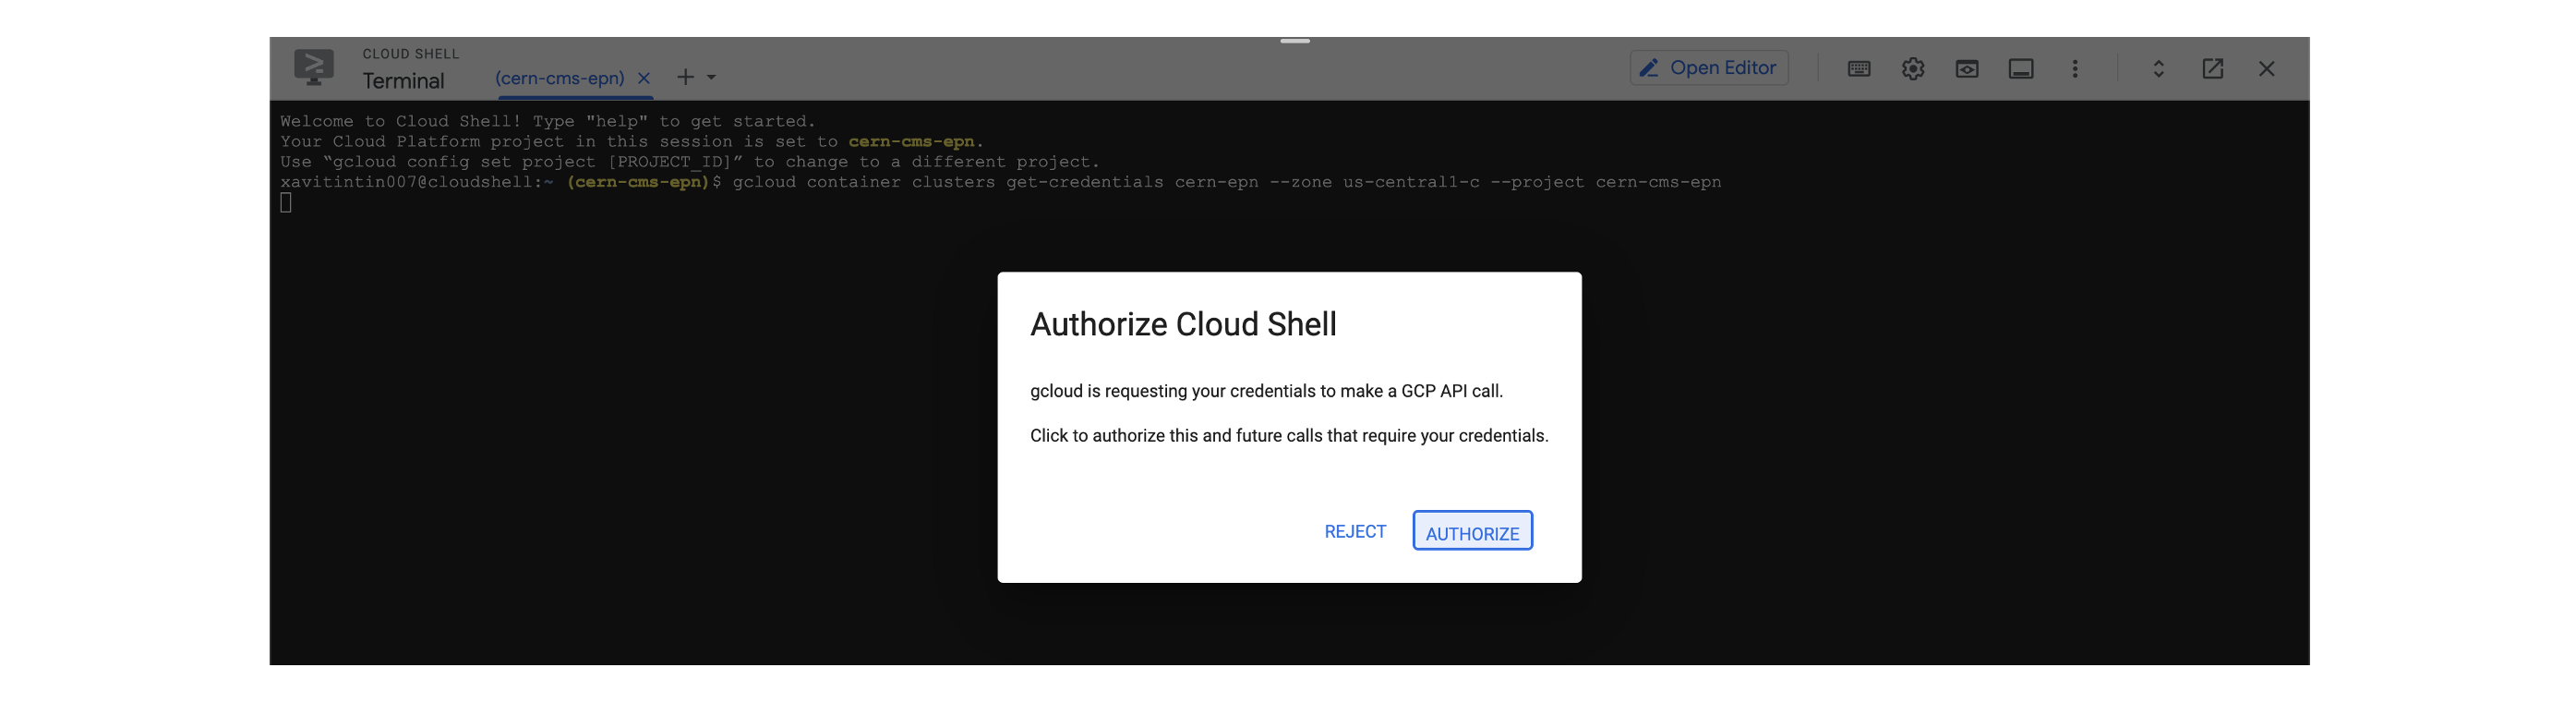 CLOUD SHELL
Terminal
(cern-cms-epn)
Open Editor
Welcome to Cloud Shell! Type "help" to get started.
Your Cloud Platform project in this session is set to cern-cms-epn.
Use “gcloud config set project [PROJECT_ID]” to change to a different project.
xavitintin007@cloudshell:~ (cern-cms-epn)$ gcloud container clusters get-credentials cern-epn --zone us-central1-c --project cern-cms-epn
Authorize Cloud Shell
gcloud is requesting your credentials to make a GCP API call.
Click to authorize this and future calls that require your credentials.
REJECT AUTHORIZE